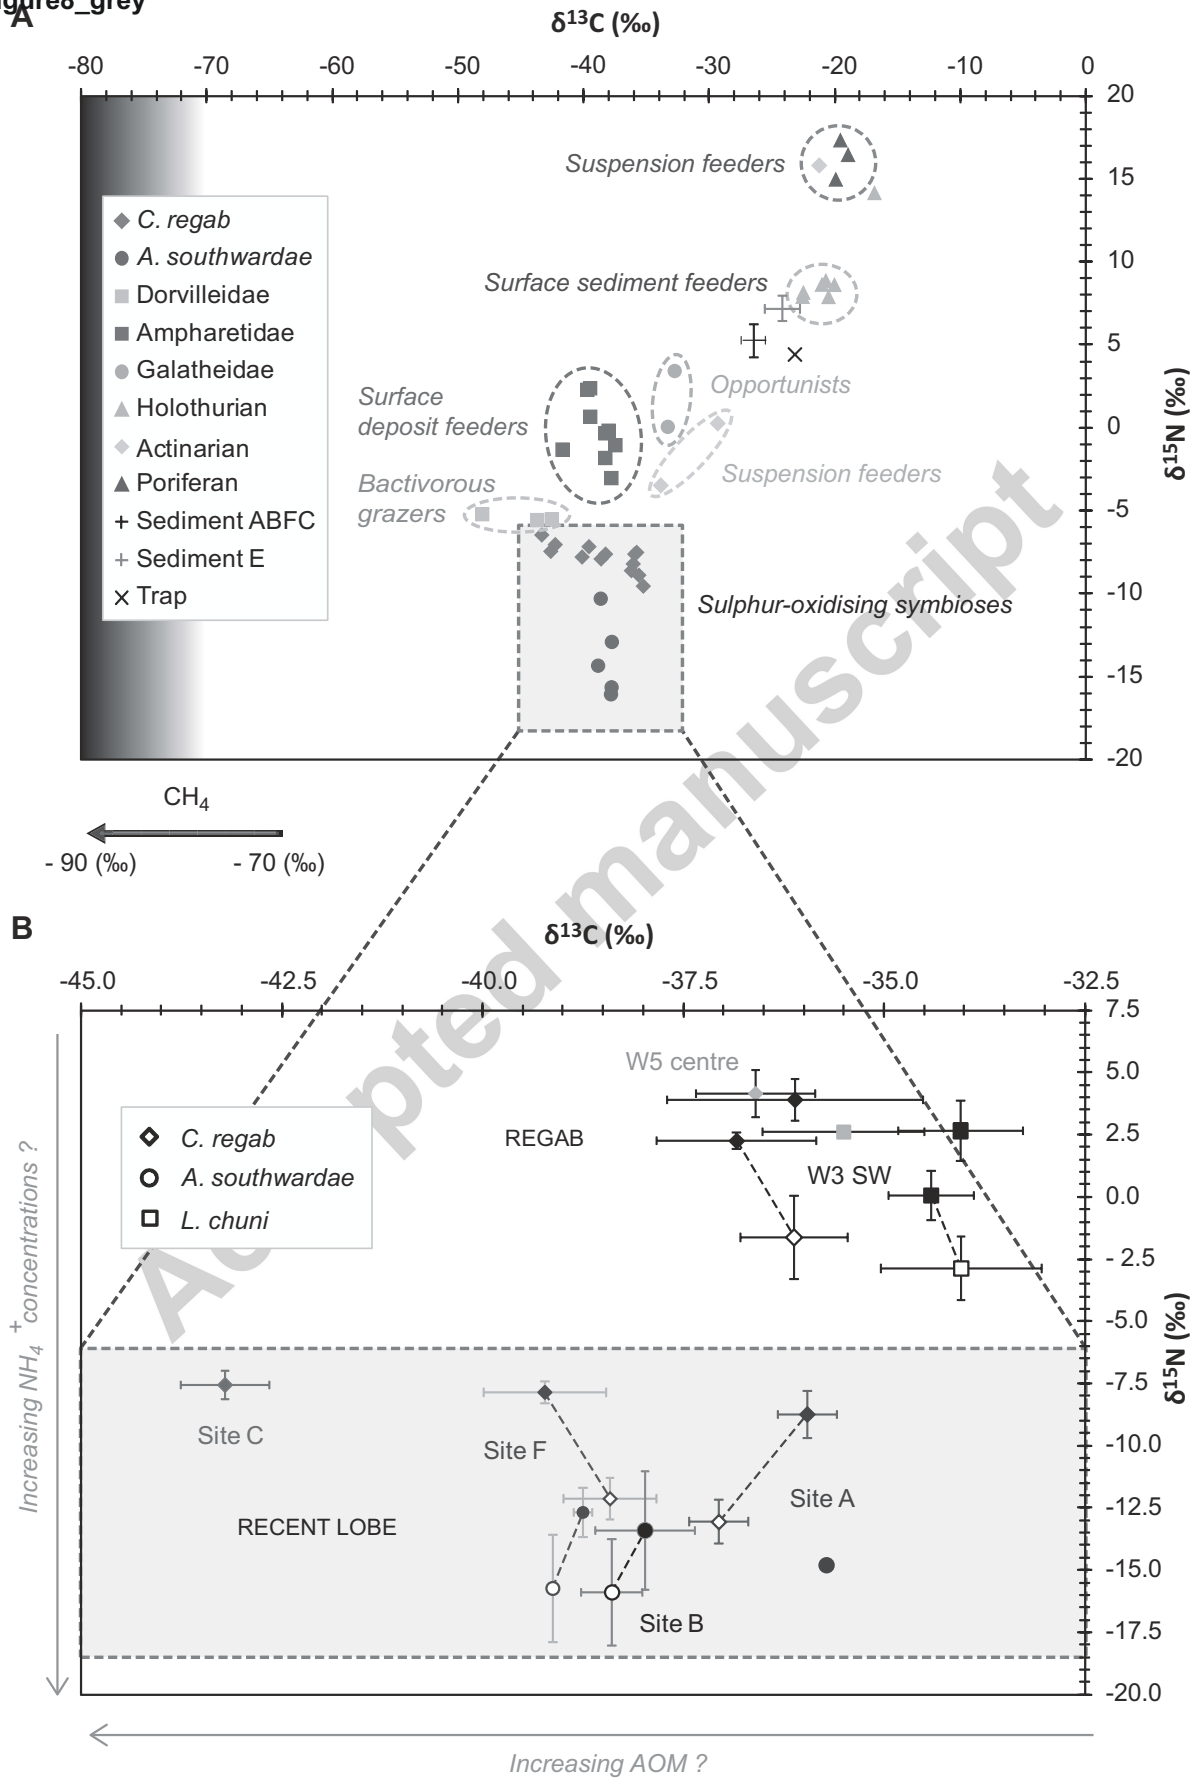 gure8_grey
A
δ13C (‰)
-80 -70 -60 -50 -40 -30 -20 -10 0
20
15
10
5
0
-5
-10
-15
-20
δ15N (‰)
Suspension feeders
Surface sediment feeders
Opportunists
Surface
deposit feeders
Suspension feeders
Bactivorous
grazers
Sulphur-oxidising symbioses
C. regab
A. southwardae
Dorvilleidae
Ampharetidae
Galatheidae
Holothurian
Actinarian
Poriferan
Sediment ABFC
Sediment E
Trap
CH4
- 90 (‰) - 70 (‰)
B
δ13C (‰)
-45.0 -42.5 -40.0 -37.5 -35.0 -32.5
7.5
5.0
2.5
0.0
- 2.5
-5.0
-7.5
-10.0
-12.5
-15.0
-17.5
-20.0
δ15N (‰)
W5 centre
REGAB
W3 SW
C. regab
A. southwardae
L. chuni
Site C
Site F
Site A
RECENT LOBE
Site B
Increasing NH4+ concentrations ?
Increasing AOM ?
pted manuscript